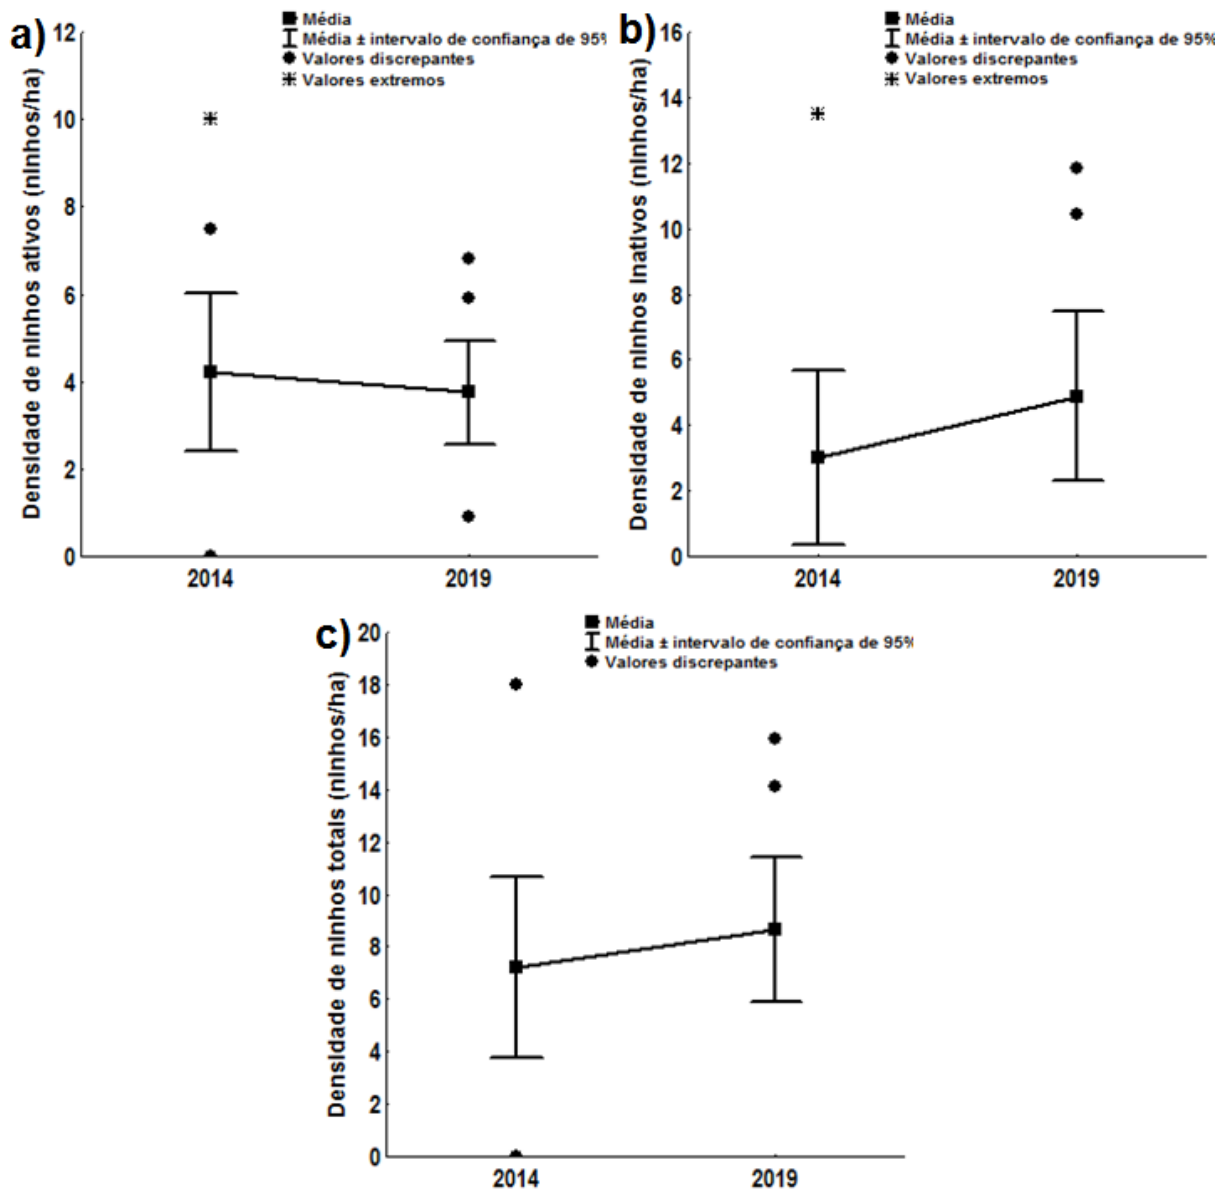 a)
Média
Média ± intervalo de confiança de 95%
Valores discrepantes
Valores extremos
Densidade de ninhos ativos (ninhos/ha)
12
10
8
6
4
2
0
2014
2019
b)
Média
Média ± intervalo de confiança de 95%
Valores discrepantes
Valores extremos
Densidade de ninhos inativos (ninhos/ha)
16
14
12
10
8
6
4
2
0
2014
2019
c)
Média
Média ± intervalo de confiança de 95%
Valores discrepantes
Densidade de ninhos totais (ninhos/ha)
20
18
16
14
12
10
8
6
4
2
0
2014
2019